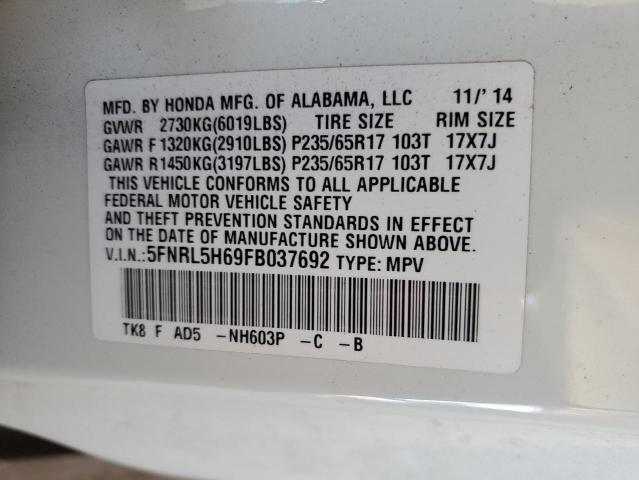 MFD. BY HONDA MFG. OF ALABAMA, LLC 11/' 14
GVWR 2730KG(6019LBS) TIRE SIZE RIM SIZE
GAWR F1320KG(2910LBS) P235/65R17 103T 17X7J
GAWR R1450KG(3197LBS) P235/65R17 103T 17X7J
THIS VEHICLE CONFORMS TO ALL APPLICABLE
FEDERAL MOTOR VEHICLE SAFETY
AND THEFT PREVENTION STANDARDS IN EFFECT
ON THE DATE OF MANUFACTURE SHOWN ABOVE.
V.I.N.:5FNRL5H69FB037692 TYPE: MPV
TK8 F AD5 -NH603P -C -B